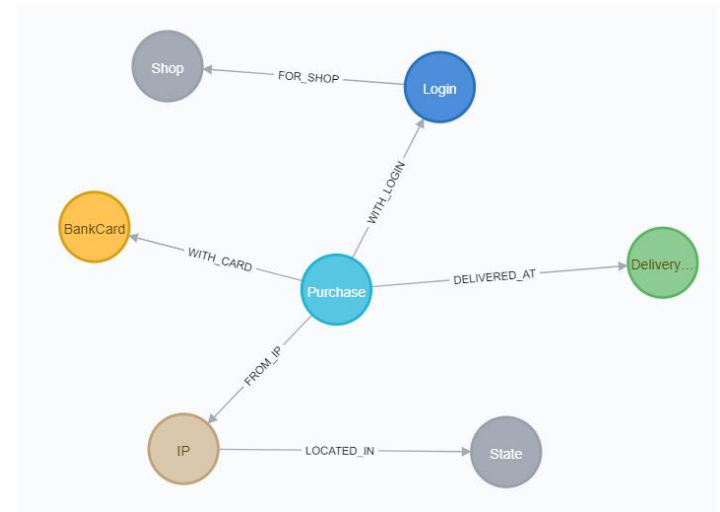 Shop
FOR_SHOP
Login
WITH_LOGIN
BankCard
WITH_CARD
Purchase
DELIVERED_AT
Delivery...
FROM_IP
IP
LOCATED_IN
State